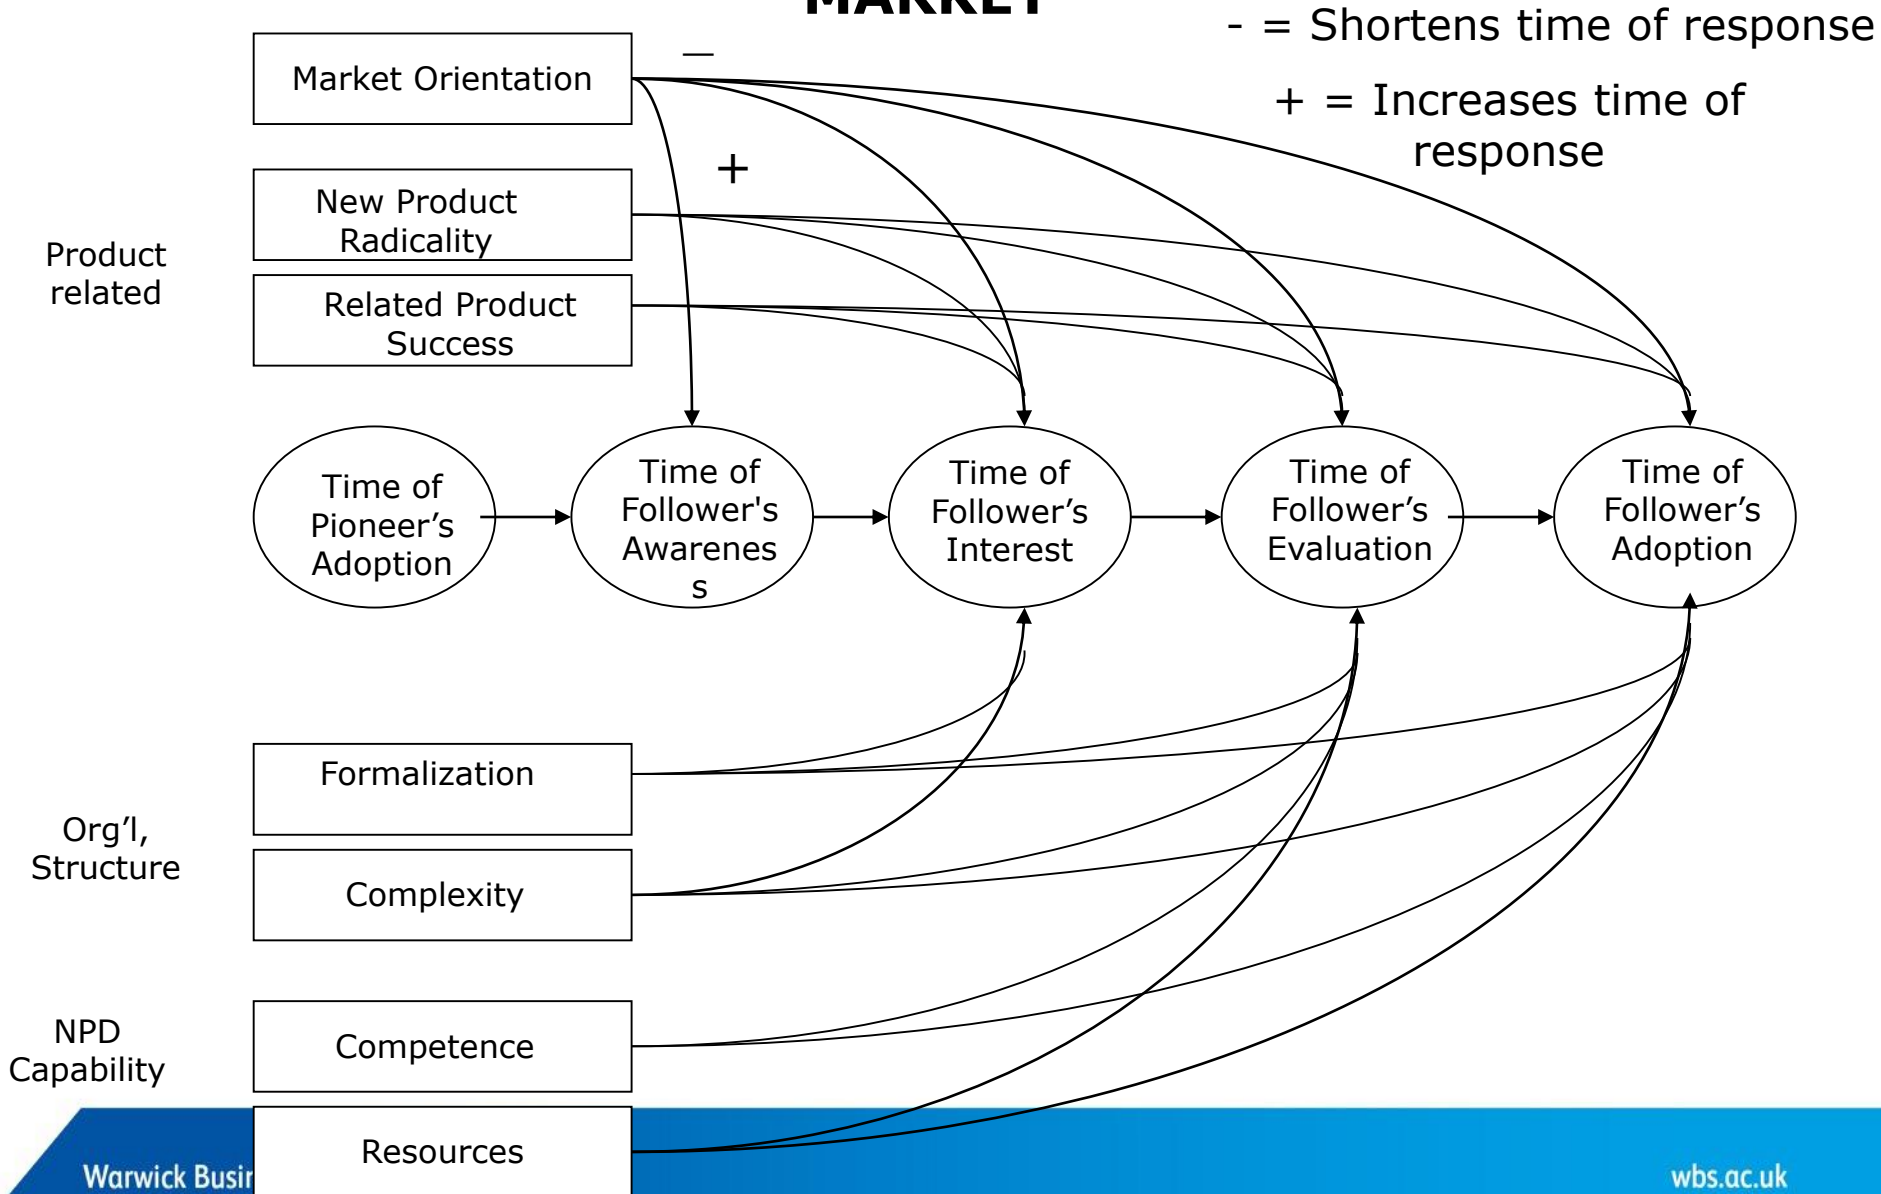 MARKET
- = Shortens time of response
+ = Increases time of
response
Market Orientation
—
+
New Product
Radicality
Related Product
Success
Product
related
Time of
Pioneer’s
Adoption
Time of
Follower's
Awarenes
s
Time of
Follower’s
Interest
Time of
Follower’s
Evaluation
Time of
Follower’s
Adoption
Formalization
Org’l,
Structure
Complexity
NPD
Capability
Competence
Resources
Warwick Busin
wbs.ac.uk